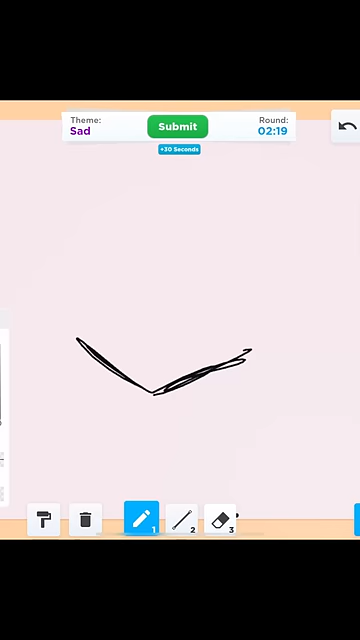 Theme:
Sad
Submit
Round:
02:19
+30 Seconds
1
2
3